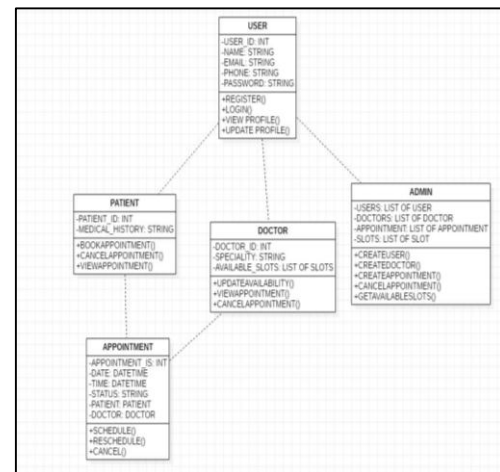 USER
-USER_ID: INT
-NAME: STRING
-EMAIL: STRING
-PHONE: STRING
-PASSWORD: STRING
+REGISTER()
+LOGIN()
+VIEW PROFILE()
+UPDATE PROFILE()
PATIENT
-PATIENT_ID: INT
-MEDICAL_HISTORY: STRING
+BOOKAPPOINTMENT()
+CANCELAPPOINTMENT()
+VIEWAPPOINTMENT()
DOCTOR
-DOCTOR_ID: INT
-SPECIALITY: STRING
-AVAILABLE_SLOTS: LIST OF SLOTS
+UPDATEAVAILABILITY()
+VIEWAPPOINTMENT()
+CANCELAPPOINTMENT()
ADMIN
-USERS: LIST OF USER
-DOCTORS: LIST OF DOCTOR
-APPOINTMENT: LIST OF APPOINTMENT
-SLOTS: LIST OF SLOT
+CREATEUSER()
+CREATEDOCTOR()
+CREATEAPPOINTMENT()
+CANCELAPPOINTMENT()
+GETAVAILABLESLOTS()
APPOINTMENT
-APPOINTMENT_IS: INT
-DATE: DATETIME
-TIME: DATETIME
-STATUS: STRING
-PATIENT: PATIENT
-DOCTOR: DOCTOR
+SCHEDULE()
+RESCHEDULE()
+CANCEL()